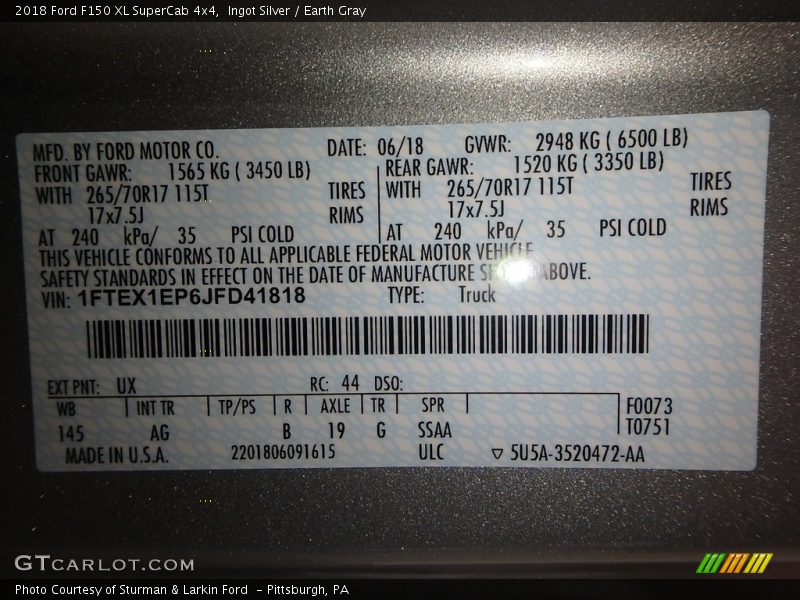 2018 Ford F150 XL SuperCab 4x4, Ingot Silver / Earth Gray
MFD. BY FORD MOTOR CO. DATE: 06/18 GVWR: 2948 KG ( 6500 LB)
FRONT GAWR: 1565 KG ( 3450 LB) REAR GAWR: 1520 KG ( 3350 LB)
WITH 265/70R17 115T TIRES WITH 265/70R17 115T TIRES
17x7.5J RIMS 17x7.5J RIMS
AT 240 kPa/ 35 PSI COLD AT 240 kPa/ 35 PSI COLD
THIS VEHICLE CONFORMS TO ALL APPLICABLE FEDERAL MOTOR VEHICLE
SAFETY STANDARDS IN EFFECT ON THE DATE OF MANUFACTURE SHOWN ABOVE.
VIN: 1FTEX1EP6JFD41818 TYPE: Truck
EXT PNT: UX RC: 44 DSO:
WB INT TR TP/PS R AXLE TR SPR F0073
145 AG B 19 G SSAA T0751
MADE IN U.S.A. 2201806091615 ULC ▽ 5U5A-3520472-AA
GTCARLOT.COM
Photo Courtesy of Sturman & Larkin Ford - Pittsburgh, PA